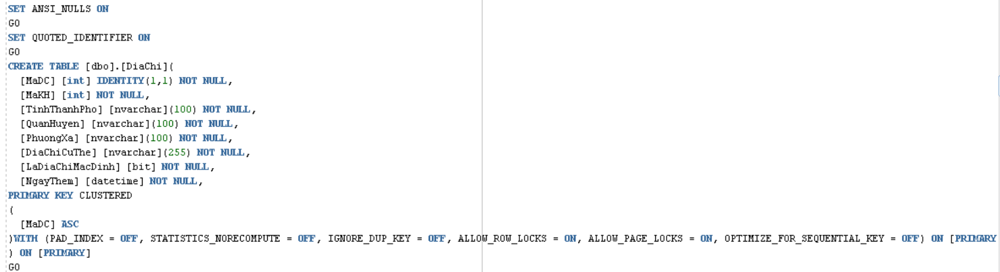 SET ANSI_NULLS ON
GO
SET QUOTED_IDENTIFIER ON
GO
CREATE TABLE [dbo].[DiaChi](
[MaDC] [int] IDENTITY(1,1) NOT NULL,
[MaKH] [int] NOT NULL,
[TinhThanhPho] [nvarchar](100) NOT NULL,
[QuanHuyen] [nvarchar](100) NOT NULL,
[PhuongXa] [nvarchar](100) NOT NULL,
[DiaChiCuThe] [nvarchar](255) NOT NULL,
[LaDiaChiMacDinh] [bit] NOT NULL,
[NgayThem] [datetime] NOT NULL,
PRIMARY KEY CLUSTERED
(
[MaDC] ASC
)WITH (PAD_INDEX = OFF, STATISTICS_NORECOMPUTE = OFF, IGNORE_DUP_KEY = OFF, ALLOW_ROW_LOCKS = ON, ALLOW_PAGE_LOCKS = ON, OPTIMIZE_FOR_SEQUENTIAL_KEY = OFF) ON [PRIMARY
) ON [PRIMARY]
GO